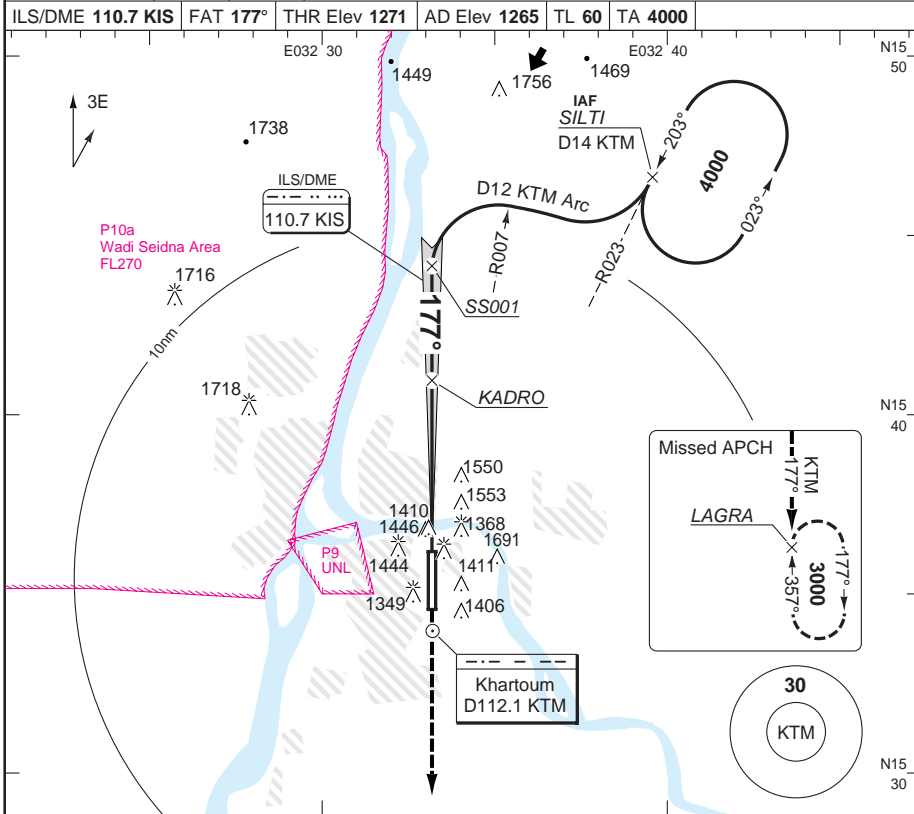 ILS/DME 110.7 KIS FAT 177° THR Elev 1271 AD Elev 1265 TL 60 TA 4000
E032 30
E032 40
N15
50
3E
1449
1756
1469
1738
IAF
SILTI
D14 KTM
203°
4000
023°
ILS/DME
110.7 KIS
D12 KTM Arc
R007
R023
P10a
Wadi Seidna Area
FL270
1716
SS001
177°
10nm
KADRO
1718
N15
40
Missed APCH
KTM
177°
LAGRA
177°
3000
357°
1550
1553
1410
1446
1368
1691
P9
UNL
1444
1411
1349
1406
Khartoum
D112.1 KTM
30
KTM
N15
30